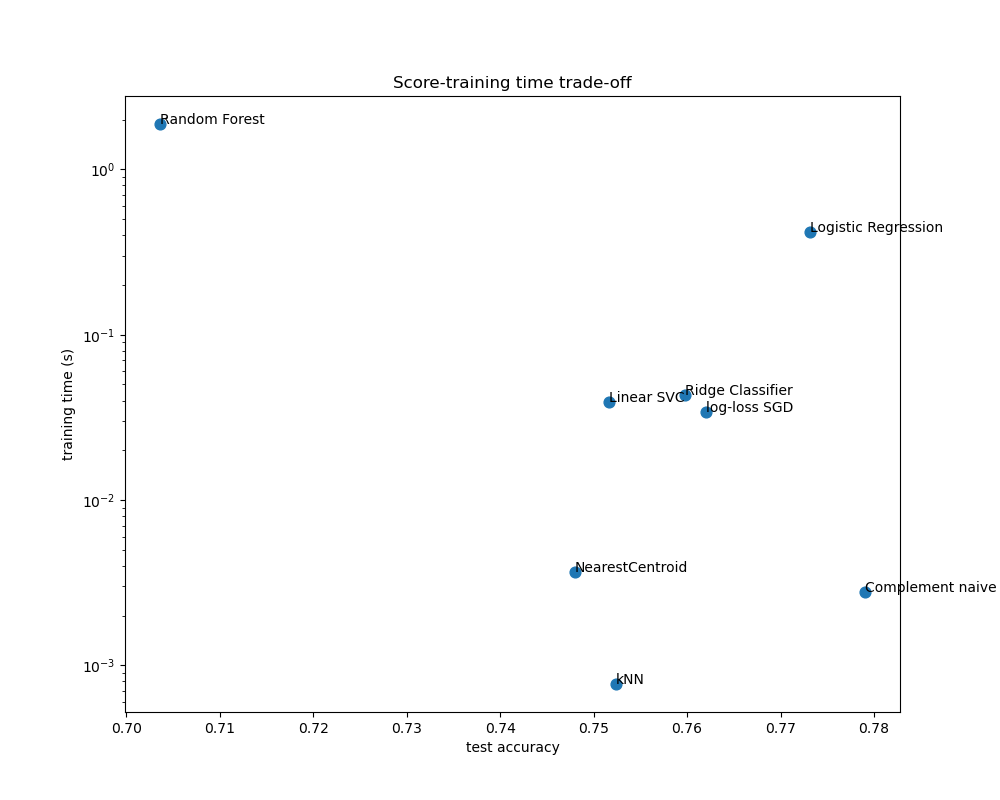 Score-training time trade-off
Random Forest
Logistic Regression
Linear SVC
Ridge Classifier
log-loss SGD
NearestCentroid
Complement naive
kNN
training time (s)
10⁰
10⁻¹
10⁻²
10⁻³
0.70 0.71 0.72 0.73 0.74 0.75 0.76 0.77 0.78
test accuracy